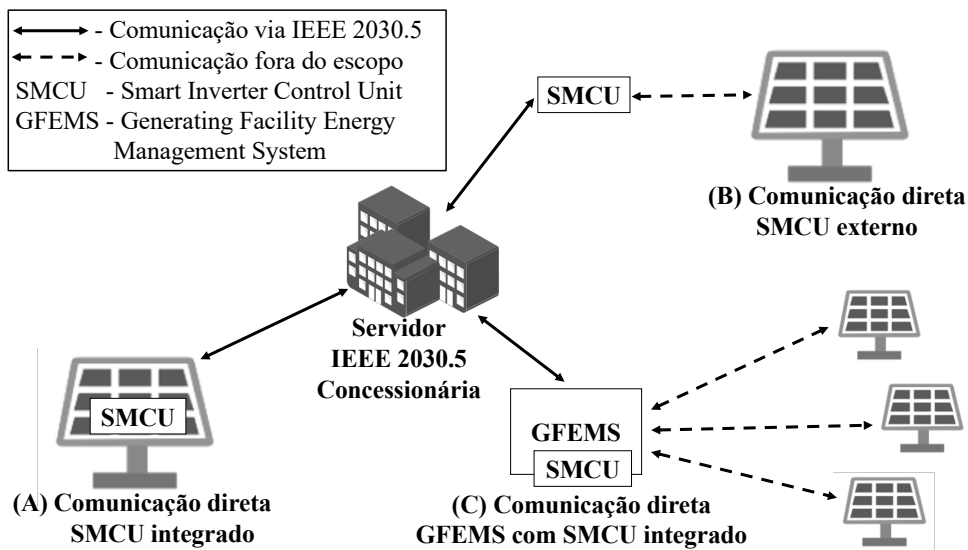 - Comunicação via IEEE 2030.5
- Comunicação fora do escopo
SMCU - Smart Inverter Control Unit
GFEMS - Generating Facility Energy
Management System
SMCU
(B) Comunicação direta
SMCU externo
Servidor
IEEE 2030.5
Concessionária
SMCU
(A) Comunicação direta
SMCU integrado
GFEMS
SMCU
(C) Comunicação direta
GFEMS com SMCU integrado